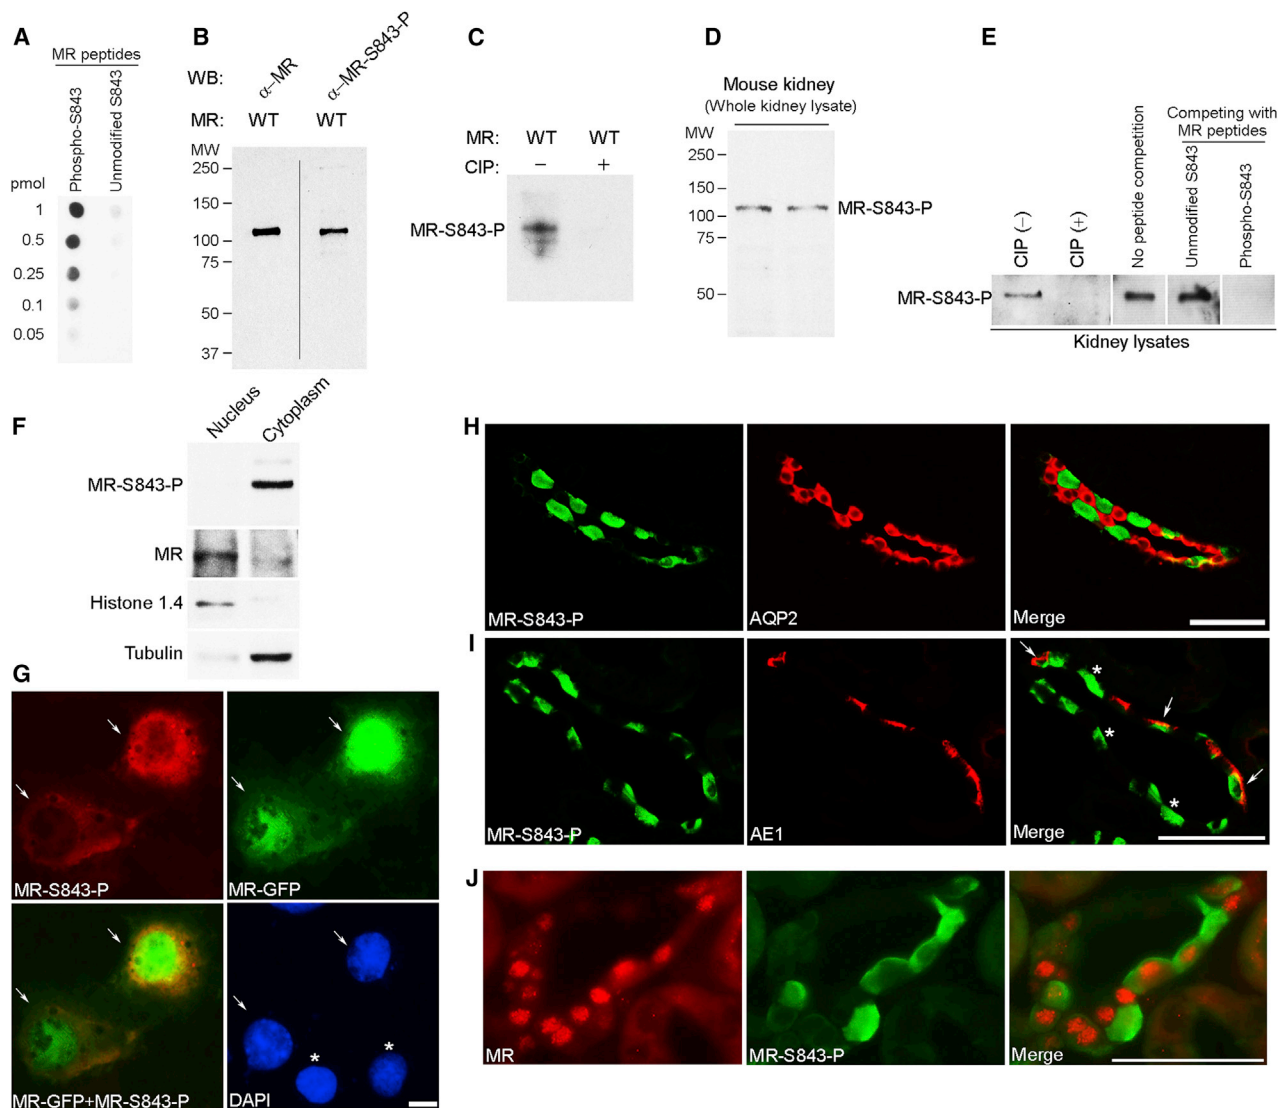 A
MR peptides
Phospho-S843
Unmodified S843
pmol
1
0.5
0.25
0.1
0.05
B
WB:
α–MR
α–MR-S843-P
MR:
WT
WT
MW
250
150
100
75
50
37
C
MR:
WT
WT
CIP:
–
+
MR-S843-P
D
Mouse kidney
(Whole kidney lysate)
MW
250
150
100
75
50
MR-S843-P
E
Competing with
MR peptides
CIP (–)
CIP (+)
No peptide competition
Unmodified S843
Phospho-S843
MR-S843-P
Kidney lysates
F
Nucleus
Cytoplasm
MR-S843-P
MR
Histone 1.4
Tubulin
G
MR-S843-P
MR-GFP
MR-GFP+MR-S843-P
*
*
DAPI
H
MR-S843-P
AQP2
Merge
I
MR-S843-P
AE1
*
*
*
Merge
J
MR
MR-S843-P
Merge